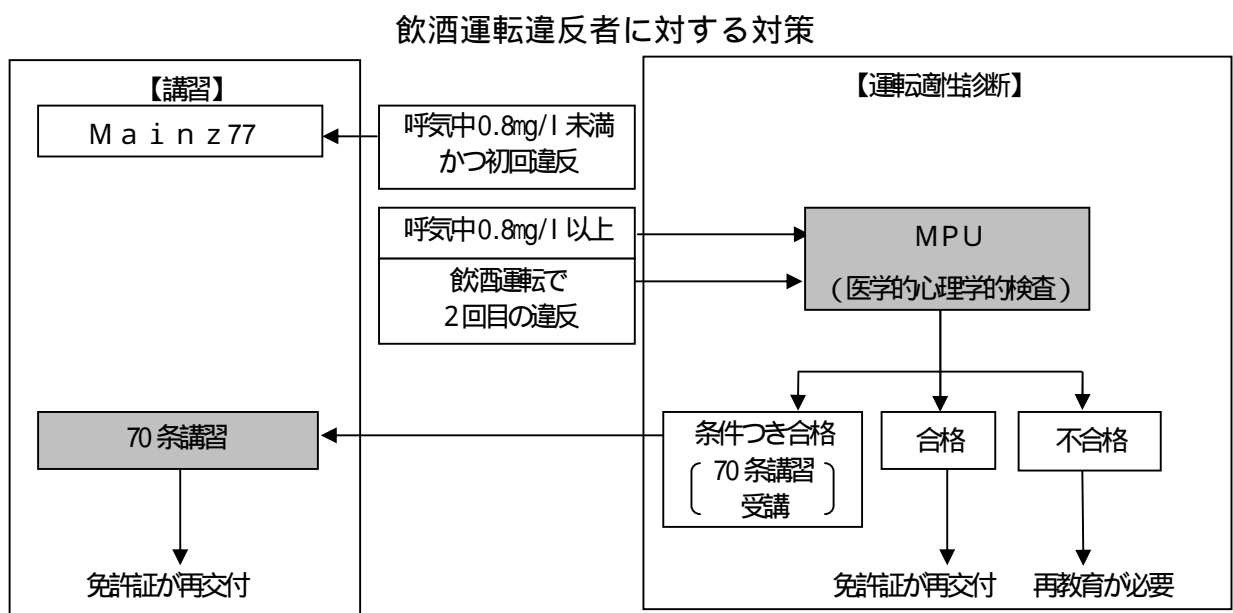 飲酒運転違反者に対する対策
【講習】
Mainz77
呼気中0.8mg/l未満
かつ初回違反
【運転適性診断】
呼気中0.8mg/l以上
飲酒運転で
2回目の違反
MPU
(医学的心理学的検査)
70条講習
条件つき合格
70条講習
受講
合格
不合格
免許証が再交付
免許証が再交付
再教育が必要